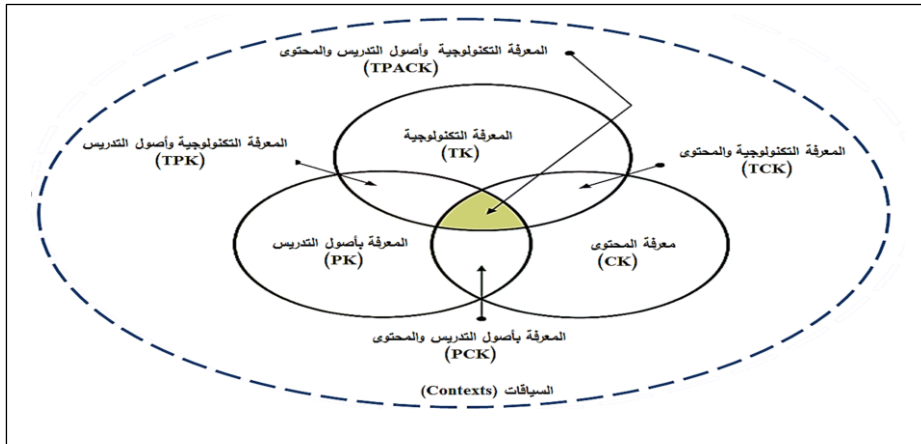 المعرفة التكنولوجية وأصول التدريس والمحتوى
(TPACK)
المعرفة التكنولوجية
(TK)
المعرفة التكنولوجية وأصول التدريس
(TPK)
المعرفة التكنولوجية والمحتوى
(TCK)
المعرفة بأصول التدريس
(PK)
معرفة المحتوى
(CK)
المعرفة بأصول التدريس والمحتوى
(PCK)
السياقات (Contexts)